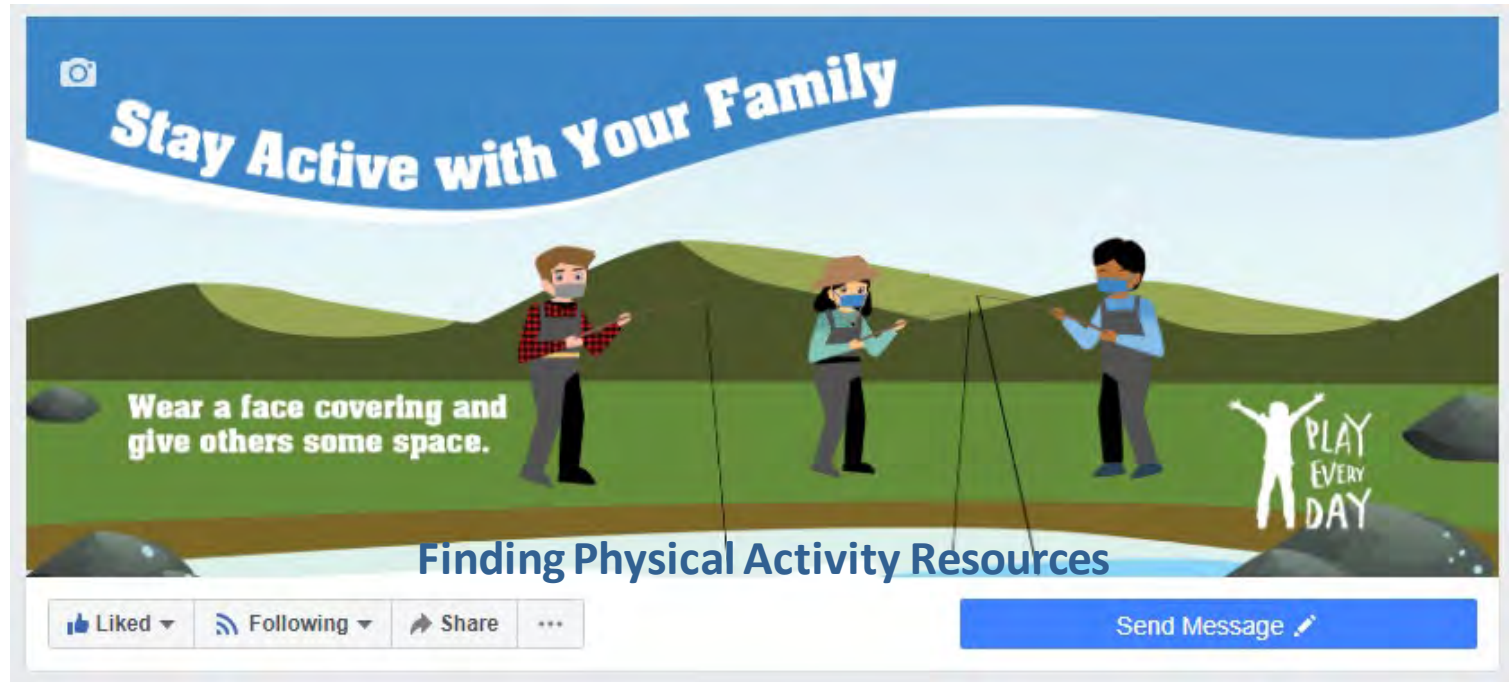 Stay Active with Your Family
Wear a face covering and
give others some space.
PLAY
EVERY
DAY
Finding Physical Activity Resources
Liked
Following
Share
Send Message